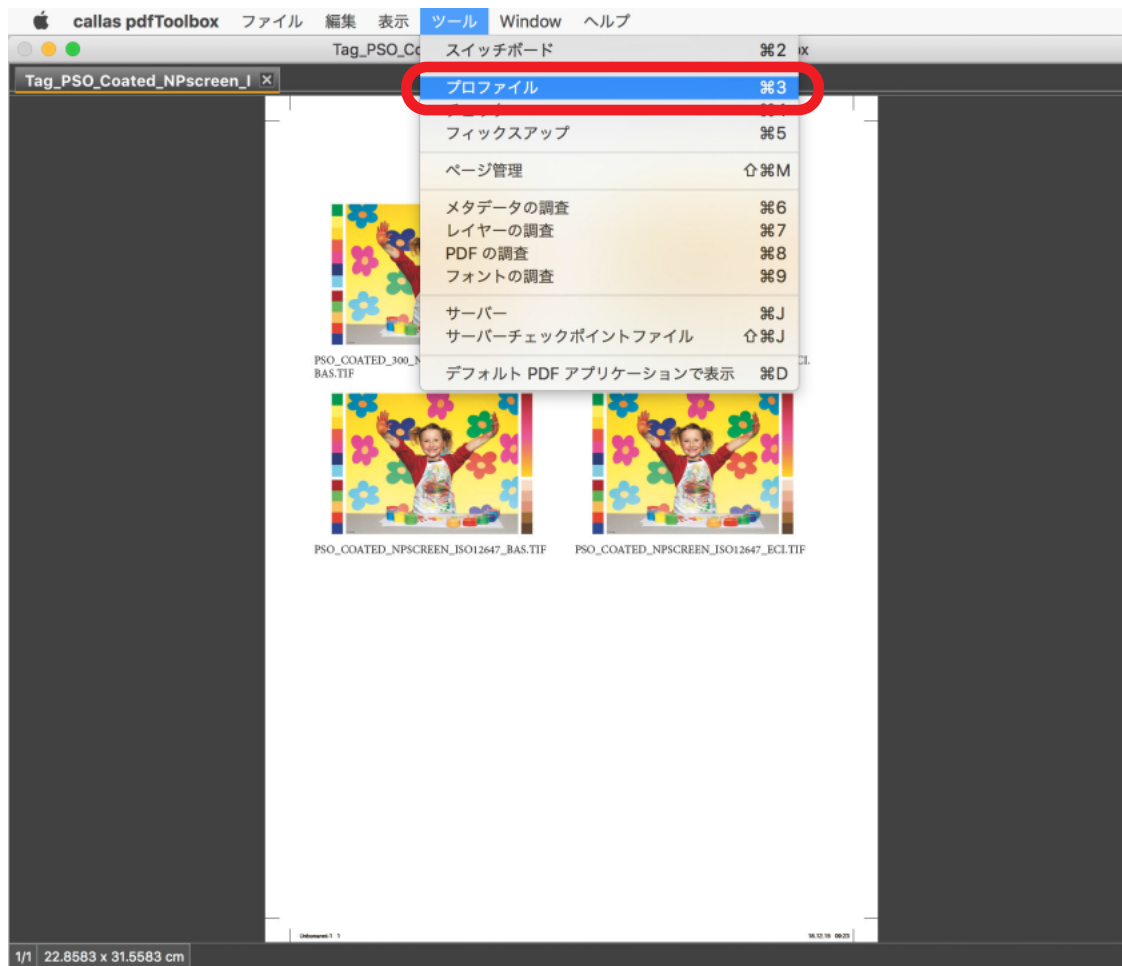 callas pdfToolbox ファイル 編集 表示 ツール Window ヘルプ
Tag_PSO_Co
ox
Tag_PSO_Coated_NPscreen_I
スイッチボード ⌘2
プロファイル ⌘3
フィックスアップ ⌘5
ページ管理 ⇧⌘M
メタデータの調査 ⌘6
レイヤーの調査 ⌘7
PDF の調査 ⌘8
フォントの調査 ⌘9
サーバー ⌘J
サーバーチェックポイントファイル ⇧⌘J
デフォルト PDF アプリケーションで表示 ⌘D
PSO_COATED_300_N
BAS.TIF
CI.
PSO_COATED_NPSCREEN_ISO12647_BAS.TIF
PSO_COATED_NPSCREEN_ISO12647_ECI.TIF
18.12.15 09:23
1/1 22.8583 x 31.5583 cm